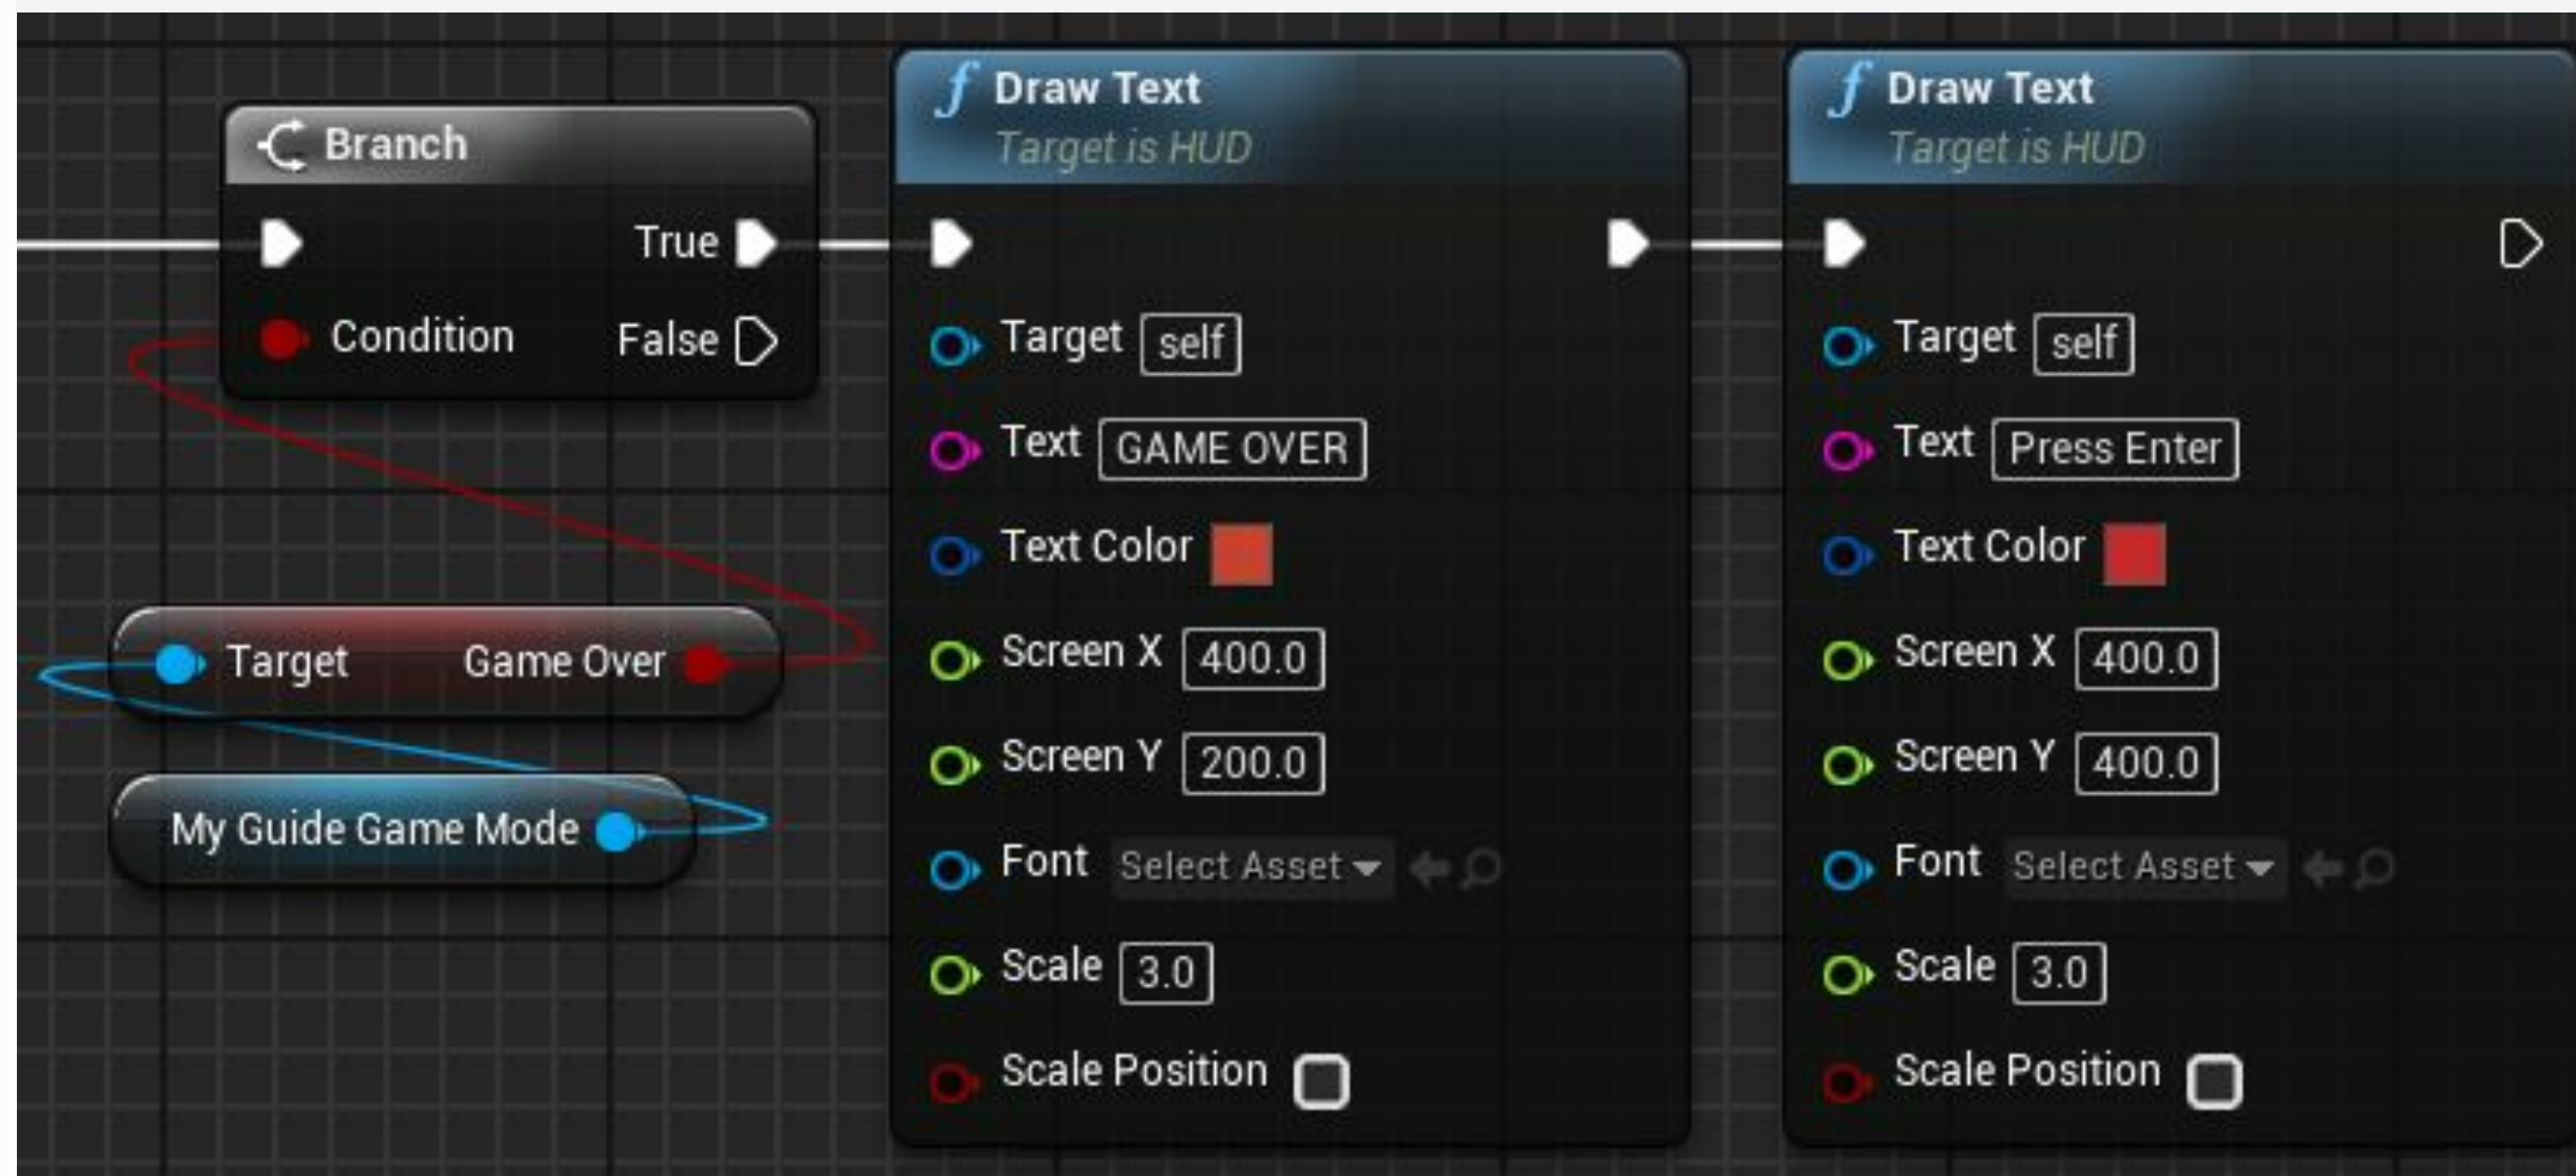 Branch
True
Condition
False
Target
Game Over
My Guide Game Mode
Draw Text
Target is HUD
Target self
Text GAME OVER
Text Color
Screen X 400.0
Screen Y 200.0
Font Select Asset
Scale 3.0
Scale Position
Draw Text
Target is HUD
Target self
Text Press Enter
Text Color
Screen X 400.0
Screen Y 400.0
Font Select Asset
Scale 3.0
Scale Position